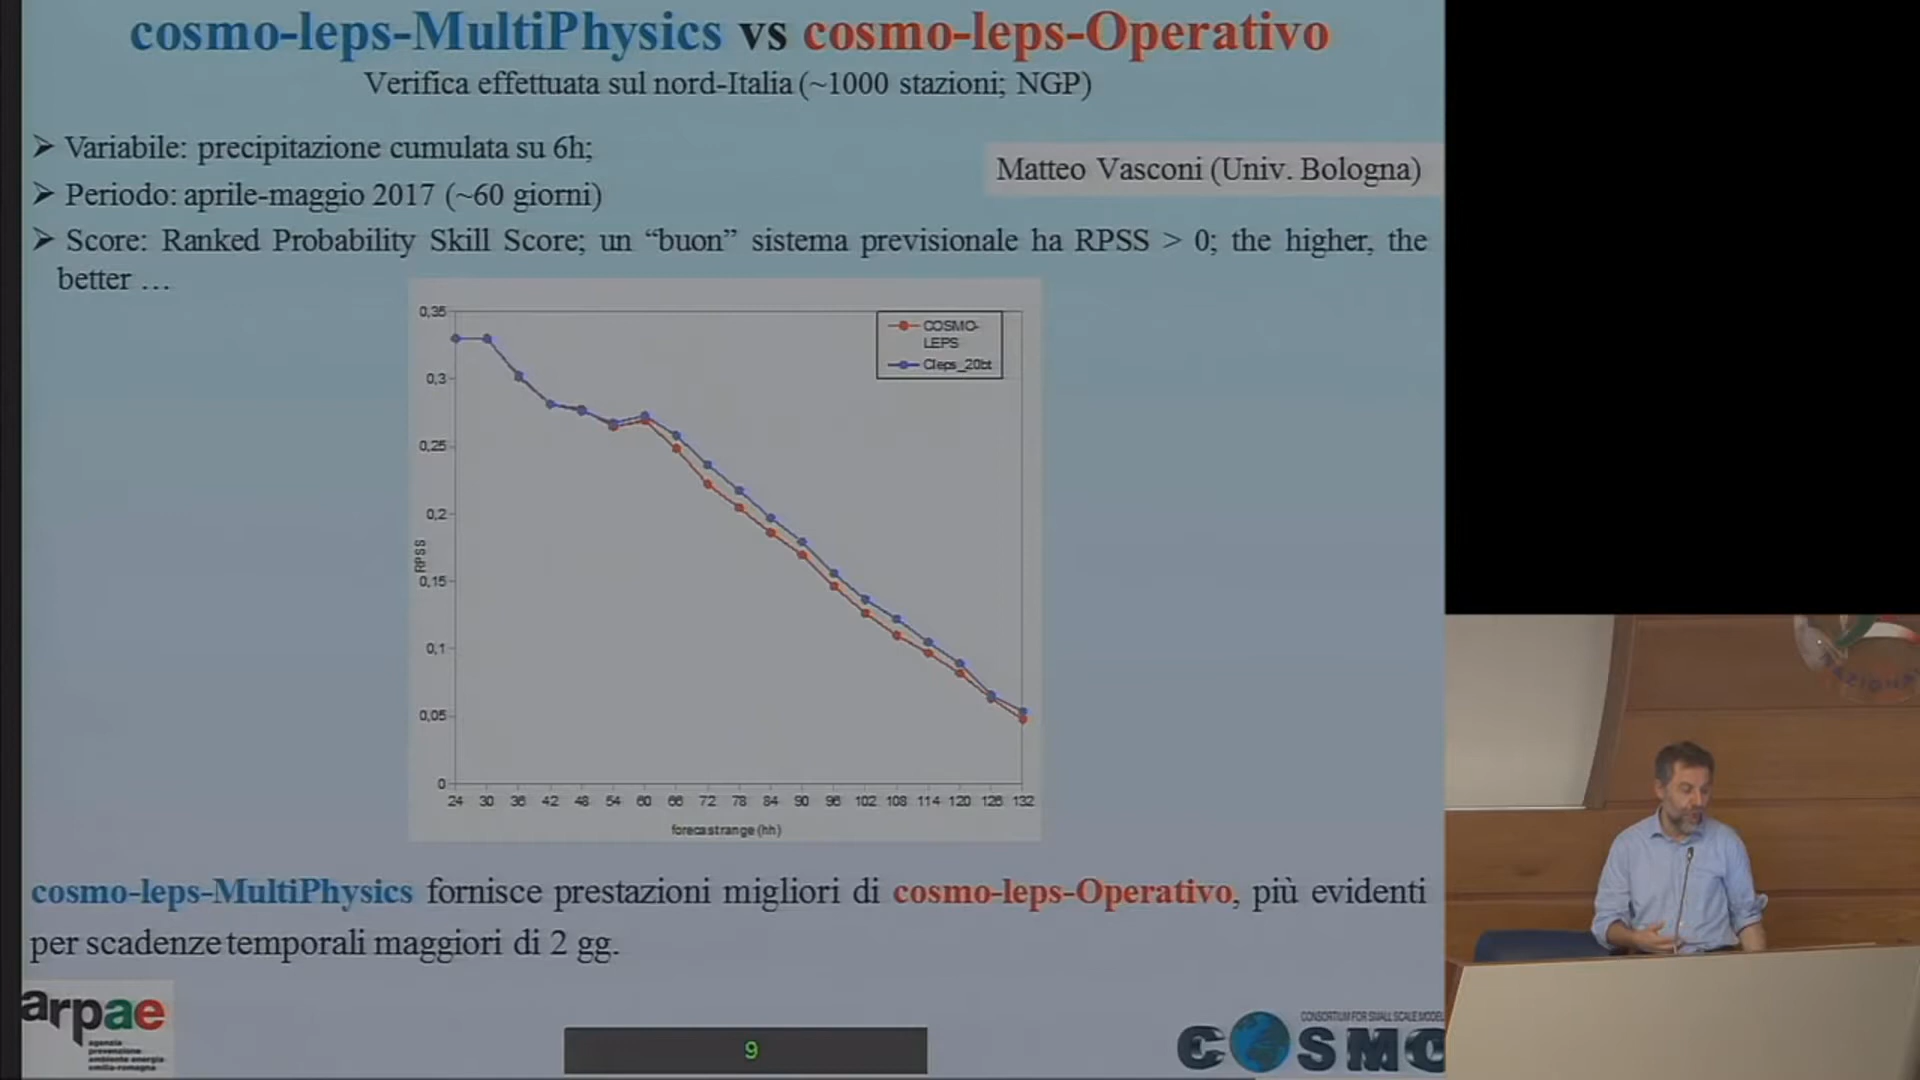 cosmo-leps-MultiPhysics vs cosmo-leps-Operativo
Verifica effettuata sul nord-Italia (~1000 stazioni; NGP)
➢ Variabile: precipitazione cumulata su 6h;
Matteo Vasconi (Univ. Bologna)
➢ Periodo: aprile-maggio 2017 (~60 giorni)
➢ Score: Ranked Probability Skill Score; un “buon” sistema previsionale ha RPSS > 0; the higher, the
better …
0,35
0,3
0,25
0,2
0,15
0,1
0,05
0
RPSS
COSMO-
LEPS
Cleps_20bt
24 30 36 42 48 54 60 66 72 78 84 90 96 102 108 114 120 126 132
forecast range (hh)
cosmo-leps-MultiPhysics fornisce prestazioni migliori di cosmo-leps-Operativo, più evidenti
per scadenze temporali maggiori di 2 gg.
arpae
agenzia
prevenzione
ambiente energia
emilia-romagna
9
CONSORTIUM FOR SMALL SCALE MODEL
COSMO